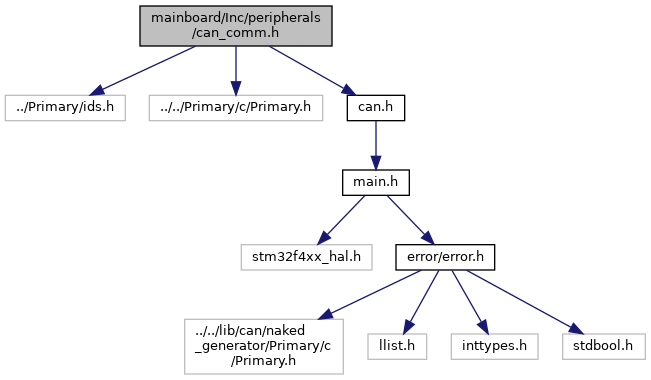 mainboard/Inc/peripherals
/can_comm.h
../Primary/ids.h
../../Primary/c/Primary.h
can.h
main.h
stm32f4xx_hal.h
error/error.h
../../lib/can/naked
_generator/Primary/c
/Primary.h
llist.h
inttypes.h
stdbool.h